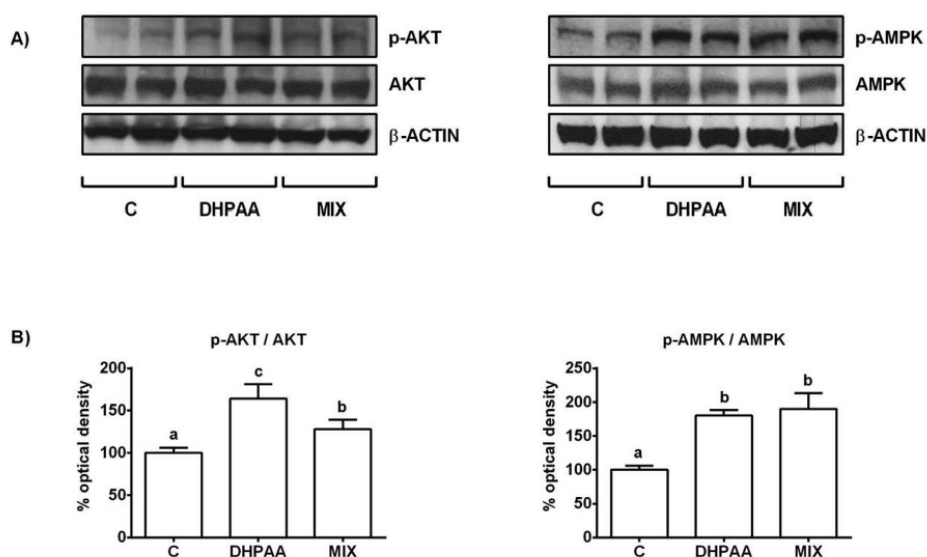 A)
p-AKT
AKT
β-ACTIN
C DHPAA MIX
p-AMPK
AMPK
β-ACTIN
C DHPAA MIX
B)
p-AKT / AKT
% optical density
200
150
100
50
0
a
c
b
C DHPAA MIX
p-AMPK / AMPK
% optical density
250
200
150
100
50
0
a
b
b
C DHPAA MIX